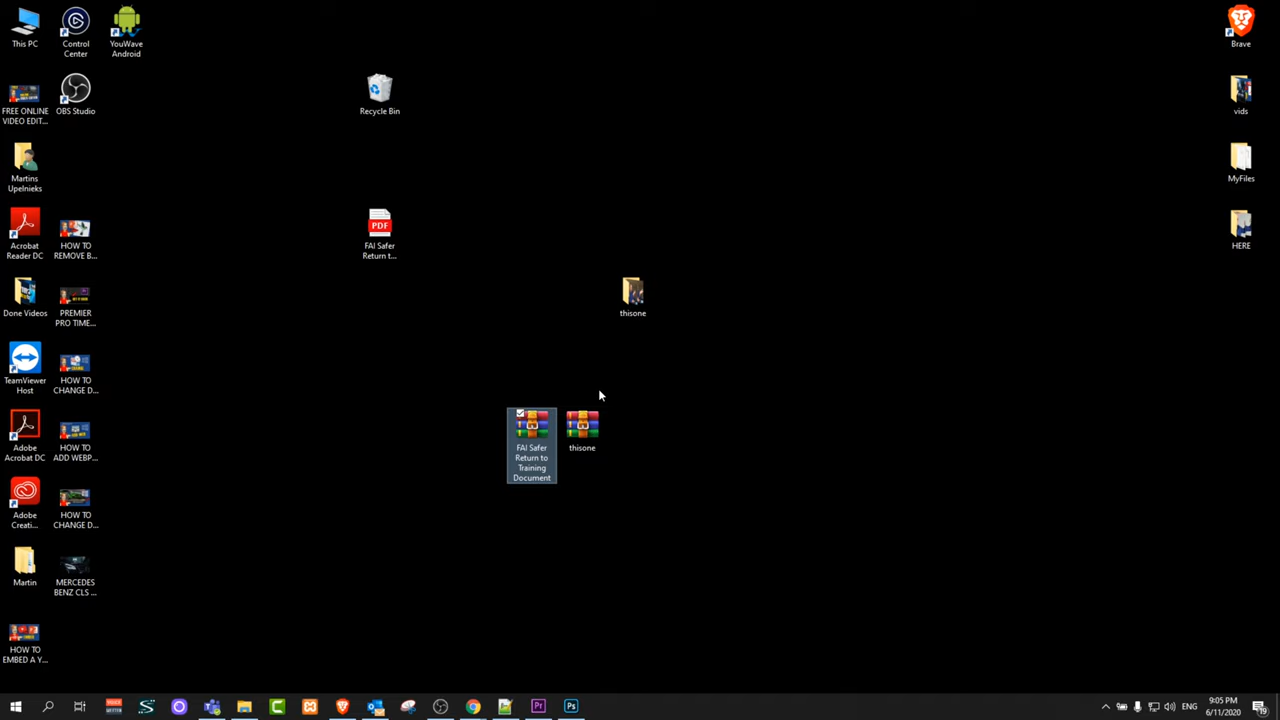 This PC
Control
Center
YouWave
Android
Brave
FREE ONLINE
VIDEO EDIT...
OBS Studio
Recycle Bin
vids
Martins
Upelnieks
MyFiles
Acrobat
Reader DC
HOW TO
REMOVE B...
PDF
FAI Safer
Return t...
HERE
Done Videos
PREMIER
PRO TIME...
thisone
TeamViewer
Host
HOW TO
CHANGE D...
Adobe
Acrobat DC
HOW TO
ADD WEBP...
FAI Safer
Return to
Training
Document
thisone
Adobe
Creati...
HOW TO
CHANGE D...
Martin
MERCEDES
BENZ CLS ...
HOW TO
EMBED A Y...
Pr
Ps
ENG
9:05 PM
6/11/2020
19